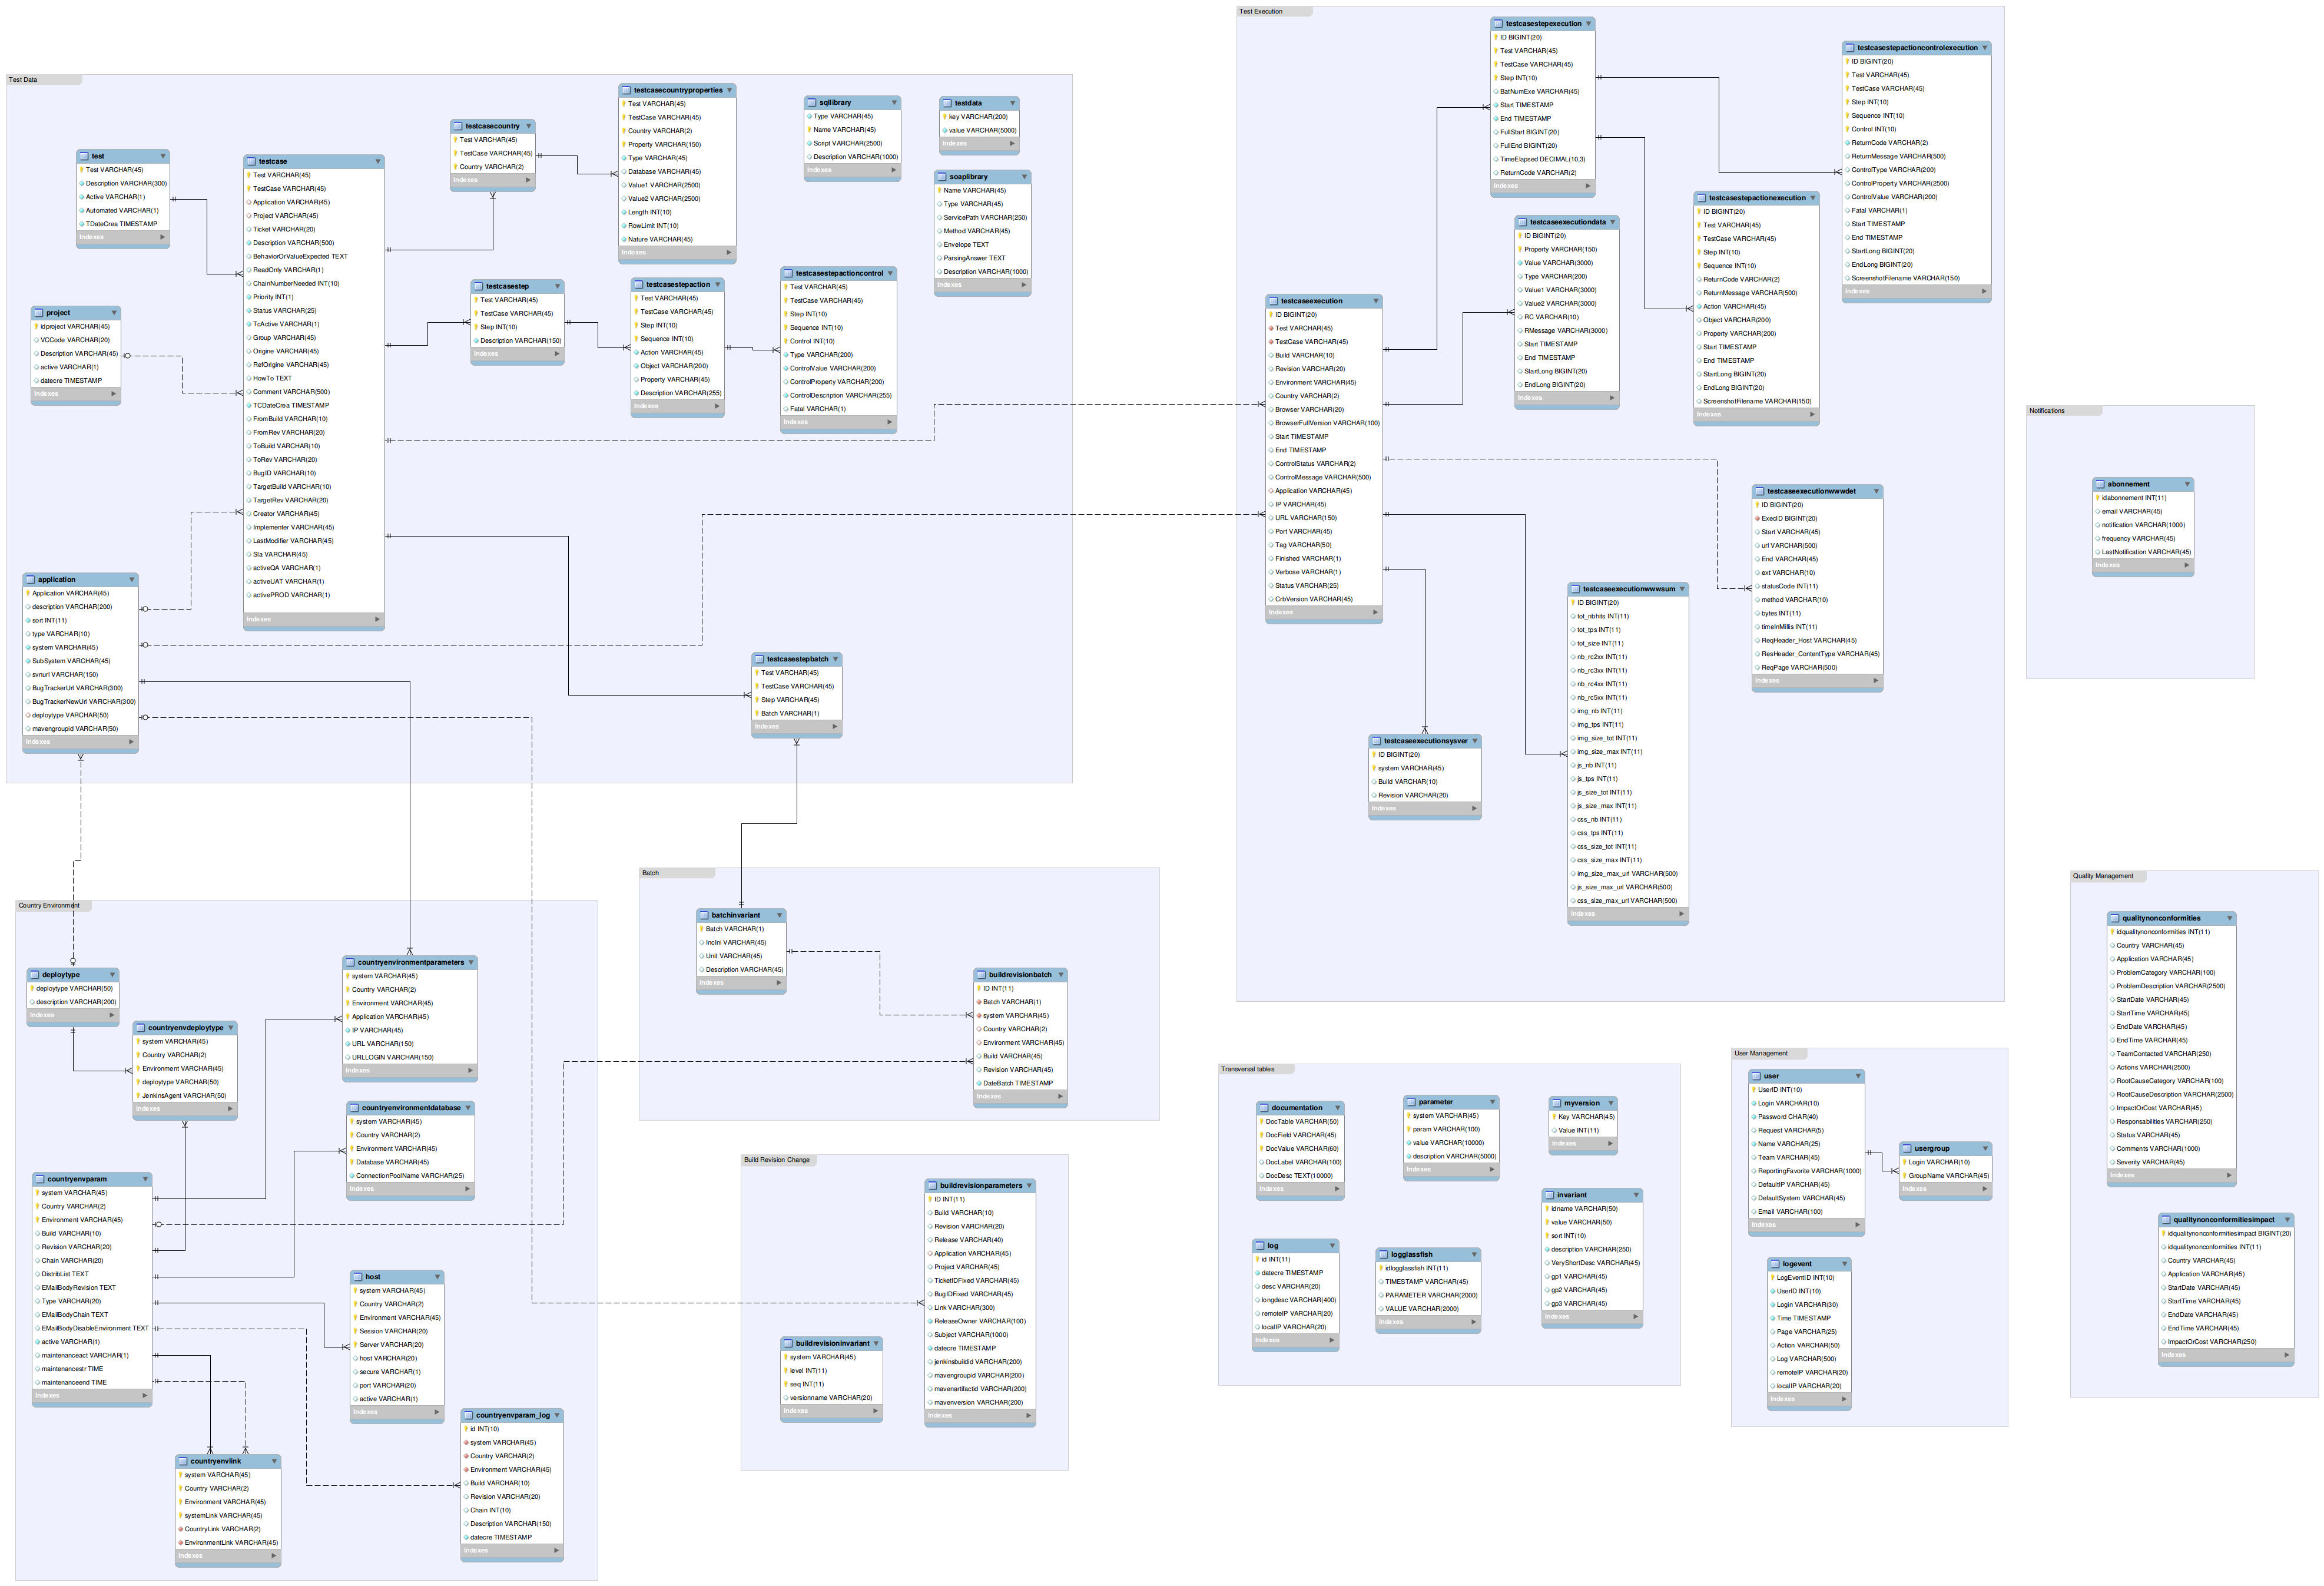 Test Data
test
Test VARCHAR(45)
Description VARCHAR(300)
Active VARCHAR(1)
Automated VARCHAR(1)
TDateCrea TIMESTAMP
Indexes
project
idproject VARCHAR(45)
VCCode VARCHAR(20)
Description VARCHAR(45)
active VARCHAR(1)
datecre TIMESTAMP
Indexes
application
Application VARCHAR(45)
description VARCHAR(200)
sort INT(11)
type VARCHAR(10)
system VARCHAR(45)
SubSystem VARCHAR(45)
svnurl VARCHAR(150)
BugTrackerUrl VARCHAR(300)
BugTrackerNewUrl VARCHAR(300)
deploytype VARCHAR(50)
mavengroupid VARCHAR(50)
Indexes
testcase
Test VARCHAR(45)
TestCase VARCHAR(45)
Application VARCHAR(45)
Project VARCHAR(45)
Ticket VARCHAR(20)
Description VARCHAR(500)
BehaviorOrValueExpected TEXT
ReadOnly VARCHAR(1)
ChainNumberNeeded INT(10)
Priority INT(1)
Status VARCHAR(25)
TcActive VARCHAR(1)
Group VARCHAR(45)
Origine VARCHAR(45)
RefOrigine VARCHAR(45)
HowTo TEXT
Comment VARCHAR(500)
TCDateCrea TIMESTAMP
FromBuild VARCHAR(10)
FromRev VARCHAR(20)
ToBuild VARCHAR(10)
ToRev VARCHAR(20)
BugID VARCHAR(10)
TargetBuild VARCHAR(10)
TargetRev VARCHAR(20)
Creator VARCHAR(45)
Implementer VARCHAR(45)
LastModifier VARCHAR(45)
Sla VARCHAR(45)
activeQA VARCHAR(1)
activeUAT VARCHAR(1)
activePROD VARCHAR(1)
Indexes
testcasecountry
Test VARCHAR(45)
TestCase VARCHAR(45)
Country VARCHAR(2)
Indexes
testcasecountryproperties
Test VARCHAR(45)
TestCase VARCHAR(45)
Country VARCHAR(2)
Property VARCHAR(150)
Type VARCHAR(45)
Database VARCHAR(45)
Value1 VARCHAR(2500)
Value2 VARCHAR(2500)
Length INT(10)
RowLimit INT(10)
Nature VARCHAR(45)
Indexes
sqllibrary
Type VARCHAR(45)
Name VARCHAR(45)
Script VARCHAR(2500)
Description VARCHAR(1000)
Indexes
testdata
key VARCHAR(200)
value VARCHAR(5000)
Indexes
soaplibrary
Name VARCHAR(45)
Type VARCHAR(45)
ServicePath VARCHAR(250)
Method VARCHAR(45)
Envelope TEXT
ParsingAnswer TEXT
Description VARCHAR(1000)
Indexes
testcasestep
Test VARCHAR(45)
TestCase VARCHAR(45)
Step INT(10)
Description VARCHAR(150)
Indexes
testcasestepaction
Test VARCHAR(45)
TestCase VARCHAR(45)
Step INT(10)
Sequence INT(10)
Action VARCHAR(45)
Object VARCHAR(200)
Property VARCHAR(45)
Description VARCHAR(255)
Indexes
testcasestepactioncontrol
Test VARCHAR(45)
TestCase VARCHAR(45)
Step INT(10)
Sequence INT(10)
Control INT(10)
Type VARCHAR(200)
ControlValue VARCHAR(200)
ControlProperty VARCHAR(200)
ControlDescription VARCHAR(255)
Fatal VARCHAR(1)
Indexes
testcasestepbatch
Test VARCHAR(45)
TestCase VARCHAR(45)
Step VARCHAR(45)
Batch VARCHAR(1)
Indexes
Test Execution
testcasestepexecution
ID BIGINT(20)
Test VARCHAR(45)
TestCase VARCHAR(45)
Step INT(10)
BatNumExe VARCHAR(45)
Start TIMESTAMP
End TIMESTAMP
FullStart BIGINT(20)
FullEnd BIGINT(20)
TimeElapsed DECIMAL(10,3)
ReturnCode VARCHAR(2)
Indexes
testcasestepactioncontrolexecution
ID BIGINT(20)
Test VARCHAR(45)
TestCase VARCHAR(45)
Step INT(10)
Sequence INT(10)
Control INT(10)
ReturnCode VARCHAR(2)
ReturnMessage VARCHAR(500)
ControlType VARCHAR(200)
ControlProperty VARCHAR(2500)
ControlValue VARCHAR(200)
Fatal VARCHAR(1)
Start TIMESTAMP
End TIMESTAMP
StartLong BIGINT(20)
EndLong BIGINT(20)
ScreenshotFilename VARCHAR(150)
Indexes
testcasestepactionexecution
ID BIGINT(20)
Test VARCHAR(45)
TestCase VARCHAR(45)
Step INT(10)
Sequence INT(10)
ReturnCode VARCHAR(2)
ReturnMessage VARCHAR(500)
Action VARCHAR(45)
Object VARCHAR(200)
Property VARCHAR(200)
Start TIMESTAMP
End TIMESTAMP
StartLong BIGINT(20)
EndLong BIGINT(20)
ScreenshotFilename VARCHAR(150)
Indexes
testcaseexecutiondata
ID BIGINT(20)
Property VARCHAR(150)
Value VARCHAR(3000)
Type VARCHAR(200)
Value1 VARCHAR(3000)
Value2 VARCHAR(3000)
RC VARCHAR(10)
RMessage VARCHAR(3000)
Start TIMESTAMP
End TIMESTAMP
StartLong BIGINT(20)
EndLong BIGINT(20)
Indexes
testcaseexecution
ID BIGINT(20)
Test VARCHAR(45)
TestCase VARCHAR(45)
Build VARCHAR(10)
Revision VARCHAR(20)
Environment VARCHAR(45)
Country VARCHAR(2)
Browser VARCHAR(20)
BrowserFullVersion VARCHAR(100)
Start TIMESTAMP
End TIMESTAMP
ControlStatus VARCHAR(2)
ControlMessage VARCHAR(500)
Application VARCHAR(45)
IP VARCHAR(45)
URL VARCHAR(150)
Port VARCHAR(45)
Tag VARCHAR(50)
Finished VARCHAR(1)
Verbose VARCHAR(1)
Status VARCHAR(25)
CrbVersion VARCHAR(45)
Indexes
testcaseexecutionwwwdet
ID BIGINT(20)
ExecID BIGINT(20)
Start VARCHAR(45)
url VARCHAR(500)
End VARCHAR(45)
ext VARCHAR(10)
statusCode INT(11)
method VARCHAR(10)
bytes INT(11)
timeInMillis INT(11)
ReqHeader_Host VARCHAR(45)
ResHeader_ContentType VARCHAR(45)
ReqPage VARCHAR(500)
Indexes
testcaseexecutionwwwsum
ID BIGINT(20)
tot_nbhits INT(11)
tot_tps INT(11)
tot_size INT(11)
nb_rc2xx INT(11)
nb_rc3xx INT(11)
nb_rc4xx INT(11)
nb_rc5xx INT(11)
img_nb INT(11)
img_tps INT(11)
img_size_tot INT(11)
img_size_max INT(11)
js_nb INT(11)
js_tps INT(11)
js_size_tot INT(11)
js_size_max INT(11)
css_nb INT(11)
css_tps INT(11)
css_size_tot INT(11)
css_size_max INT(11)
img_size_max_url VARCHAR(500)
js_size_max_url VARCHAR(500)
css_size_max_url VARCHAR(500)
Indexes
testcaseexecutionsysver
ID BIGINT(20)
system VARCHAR(45)
Build VARCHAR(10)
Revision VARCHAR(20)
Indexes
Notifications
abonnement
idabonnement INT(11)
email VARCHAR(45)
notification VARCHAR(1000)
frequency VARCHAR(45)
LastNotification VARCHAR(45)
Indexes
Country Environment
deploytype
deploytype VARCHAR(50)
description VARCHAR(200)
Indexes
countryenvdeploytype
system VARCHAR(45)
Country VARCHAR(2)
Environment VARCHAR(45)
deploytype VARCHAR(50)
JenkinsAgent VARCHAR(50)
Indexes
countryenvironmentparameters
system VARCHAR(45)
Country VARCHAR(2)
Environment VARCHAR(45)
Application VARCHAR(45)
IP VARCHAR(45)
URL VARCHAR(150)
URLLOGIN VARCHAR(150)
Indexes
countryenvironmentdatabase
system VARCHAR(45)
Country VARCHAR(2)
Environment VARCHAR(45)
Database VARCHAR(45)
ConnectionPoolName VARCHAR(25)
Indexes
countryenvparam
system VARCHAR(45)
Country VARCHAR(2)
Environment VARCHAR(45)
Build VARCHAR(10)
Revision VARCHAR(20)
Chain VARCHAR(20)
DistribList TEXT
EMailBodyRevision TEXT
Type VARCHAR(20)
EMailBodyChain TEXT
EMailBodyDisableEnvironment TEXT
active VARCHAR(1)
maintenanceact VARCHAR(1)
maintenancestr TIME
maintenanceend TIME
Indexes
host
system VARCHAR(45)
Country VARCHAR(2)
Environment VARCHAR(45)
Session VARCHAR(20)
Server VARCHAR(20)
host VARCHAR(20)
secure VARCHAR(1)
port VARCHAR(20)
active VARCHAR(1)
Indexes
countryenvparam_log
id INT(10)
system VARCHAR(45)
Country VARCHAR(2)
Environment VARCHAR(45)
Build VARCHAR(10)
Revision VARCHAR(20)
Chain INT(10)
Description VARCHAR(150)
datecre TIMESTAMP
Indexes
countryenvlink
system VARCHAR(45)
Country VARCHAR(2)
Environment VARCHAR(45)
systemLink VARCHAR(45)
CountryLink VARCHAR(2)
EnvironmentLink VARCHAR(45)
Indexes
Batch
batchinvariant
Batch VARCHAR(1)
IncIni VARCHAR(45)
Unit VARCHAR(45)
Description VARCHAR(45)
Indexes
buildrevisionbatch
ID INT(11)
Batch VARCHAR(1)
system VARCHAR(45)
Country VARCHAR(2)
Environment VARCHAR(45)
Build VARCHAR(45)
Revision VARCHAR(45)
DateBatch TIMESTAMP
Indexes
Build Revision Change
buildrevisionparameters
ID INT(11)
Build VARCHAR(10)
Revision VARCHAR(20)
Release VARCHAR(40)
Application VARCHAR(45)
Project VARCHAR(45)
TicketIDFixed VARCHAR(45)
BugIDFixed VARCHAR(45)
Link VARCHAR(300)
ReleaseOwner VARCHAR(100)
Subject VARCHAR(1000)
datecre TIMESTAMP
jenkinsbuildid VARCHAR(200)
mavengroupid VARCHAR(200)
mavenartifactid VARCHAR(200)
mavenversion VARCHAR(200)
Indexes
buildrevisioninvariant
system VARCHAR(45)
level INT(11)
seq INT(11)
versionname VARCHAR(20)
Indexes
Transversal tables
documentation
DocTable VARCHAR(50)
DocField VARCHAR(45)
DocValue VARCHAR(60)
DocLabel VARCHAR(100)
DocDesc TEXT(10000)
Indexes
parameter
system VARCHAR(45)
param VARCHAR(100)
value VARCHAR(10000)
description VARCHAR(5000)
Indexes
myversion
Key VARCHAR(45)
Value INT(11)
Indexes
log
id INT(11)
datecre TIMESTAMP
desc VARCHAR(20)
longdesc VARCHAR(400)
remoteIP VARCHAR(20)
localIP VARCHAR(20)
Indexes
logglassfish
idlogglassfish INT(11)
TIMESTAMP VARCHAR(45)
PARAMETER VARCHAR(2000)
VALUE VARCHAR(2000)
Indexes
invariant
idname VARCHAR(50)
value VARCHAR(50)
sort INT(10)
description VARCHAR(250)
VeryShortDesc VARCHAR(45)
gp1 VARCHAR(45)
gp2 VARCHAR(45)
gp3 VARCHAR(45)
Indexes
User Management
user
UserID INT(10)
Login VARCHAR(10)
Password CHAR(40)
Request VARCHAR(5)
Name VARCHAR(25)
Team VARCHAR(45)
ReportingFavorite VARCHAR(1000)
DefaultIP VARCHAR(45)
DefaultSystem VARCHAR(45)
Email VARCHAR(100)
Indexes
usergroup
Login VARCHAR(10)
GroupName VARCHAR(45)
Indexes
logevent
LogEventID INT(10)
UserID INT(10)
Login VARCHAR(30)
Time TIMESTAMP
Page VARCHAR(25)
Action VARCHAR(50)
Log VARCHAR(500)
remoteIP VARCHAR(20)
localIP VARCHAR(20)
Indexes
Quality Management
qualitynonconformities
idqualitynonconformities INT(11)
Country VARCHAR(45)
Application VARCHAR(45)
ProblemCategory VARCHAR(100)
ProblemDescription VARCHAR(2500)
StartDate VARCHAR(45)
StartTime VARCHAR(45)
EndDate VARCHAR(45)
EndTime VARCHAR(45)
TeamContacted VARCHAR(250)
Actions VARCHAR(2500)
RootCauseCategory VARCHAR(100)
RootCauseDescription VARCHAR(2500)
ImpactOrCost VARCHAR(45)
Responsabilities VARCHAR(250)
Status VARCHAR(45)
Comments VARCHAR(1000)
Severity VARCHAR(45)
Indexes
qualitynonconformitiesimpact
idqualitynonconformitiesimpact BIGINT(20)
idqualitynonconformities INT(11)
Country VARCHAR(45)
Application VARCHAR(45)
StartDate VARCHAR(45)
StartTime VARCHAR(45)
EndDate VARCHAR(45)
EndTime VARCHAR(45)
ImpactOrCost VARCHAR(250)
Indexes